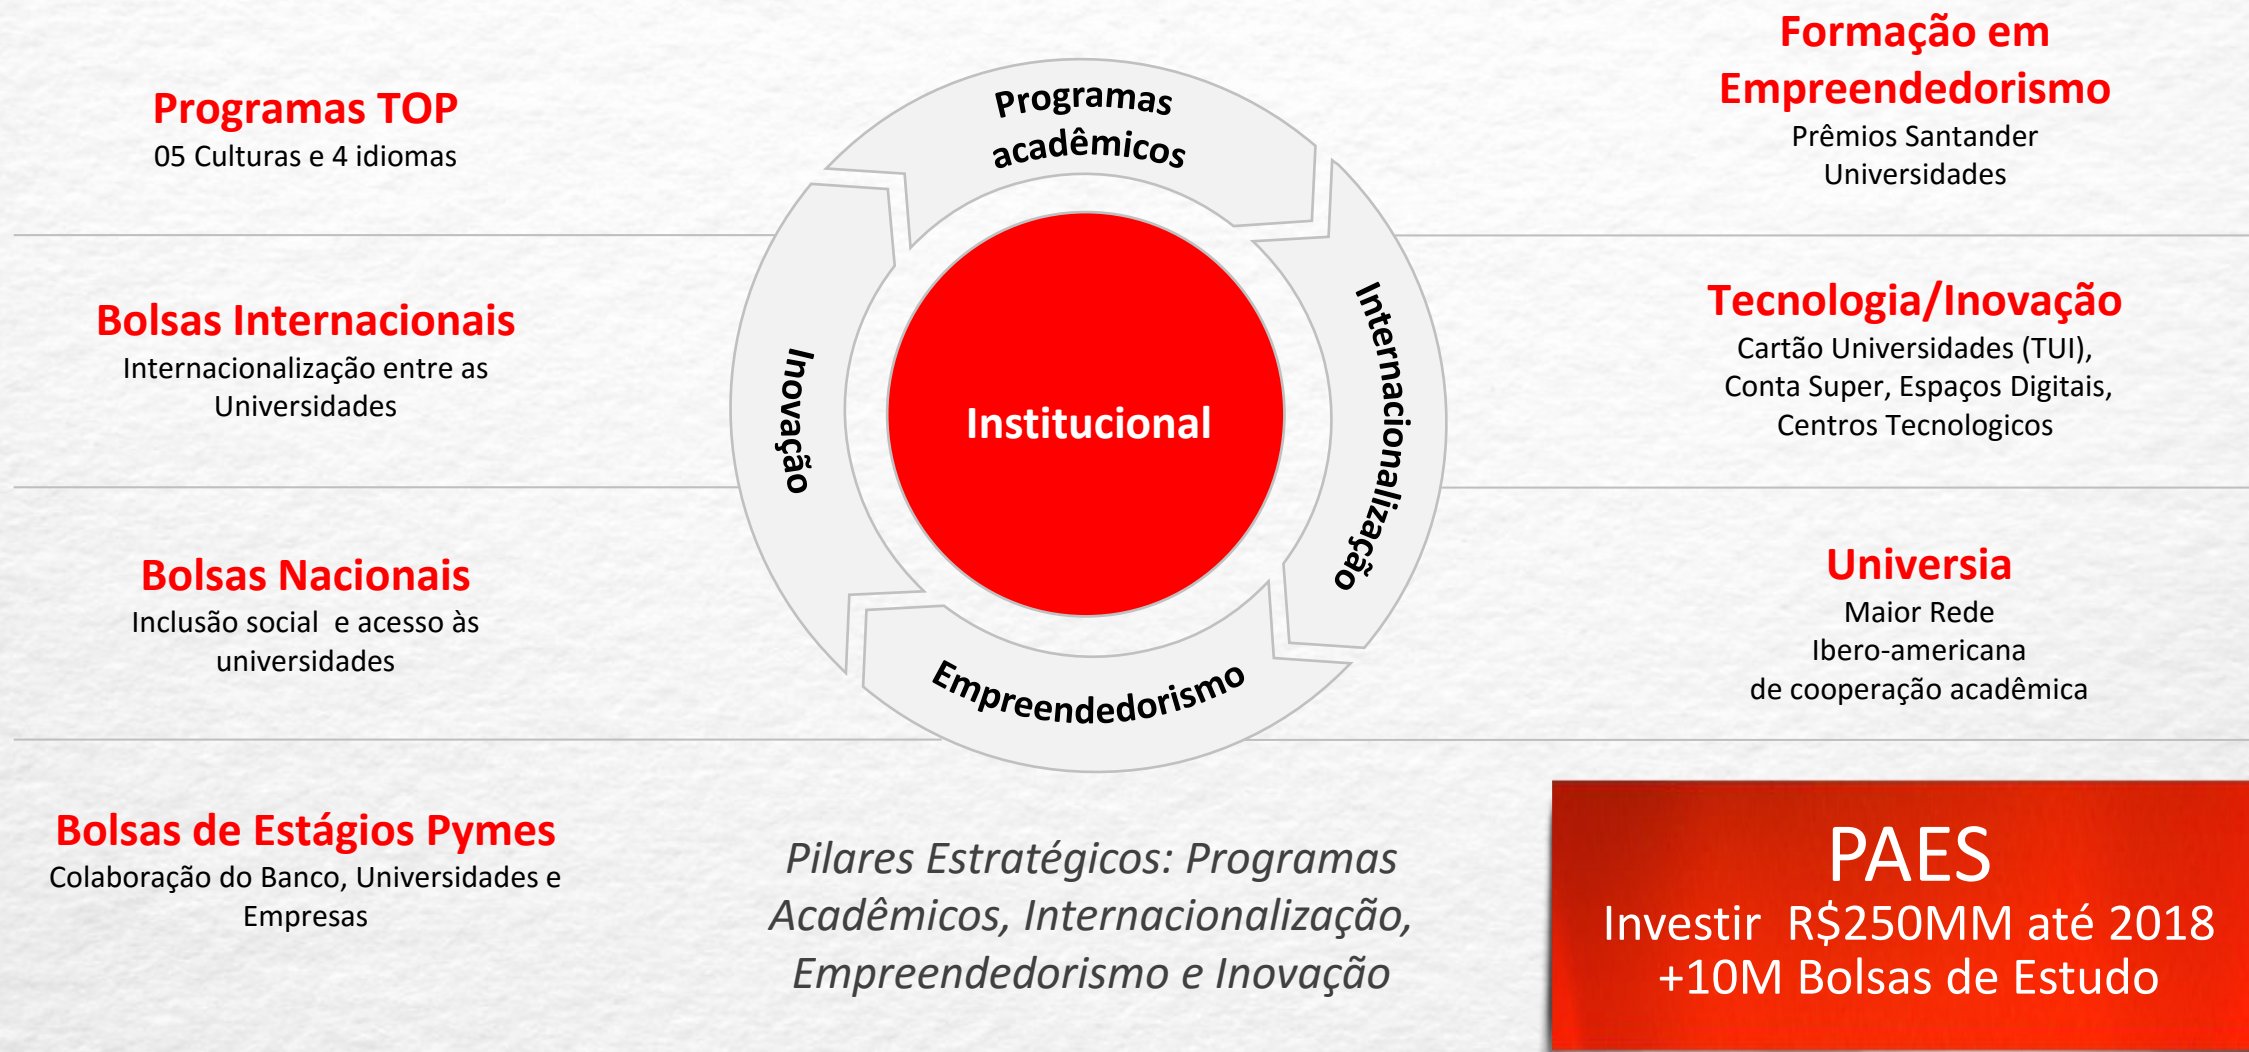 Programas TOP
05 Culturas e 4 idiomas
Bolsas Internacionais
Internacionalização entre as
Universidades
Bolsas Nacionais
Inclusão social  e acesso às
universidades
Bolsas de Estágios Pymes
Colaboração do Banco, Universidades e
Empresas
Programas
acadêmicos
Internacionalização
Empreendedorismo
Inovação
Institucional
Pilares Estratégicos: Programas
Acadêmicos, Internacionalização,
Empreendedorismo e Inovação
Formação em
Empreendedorismo
Prêmios Santander
Universidades
Tecnologia/Inovação
Cartão Universidades (TUI),
Conta Super, Espaços Digitais,
Centros Tecnologicos
Universia
Maior Rede
Ibero-americana
de cooperação acadêmica
PAES
Investir  R$250MM até 2018
+10M Bolsas de Estudo